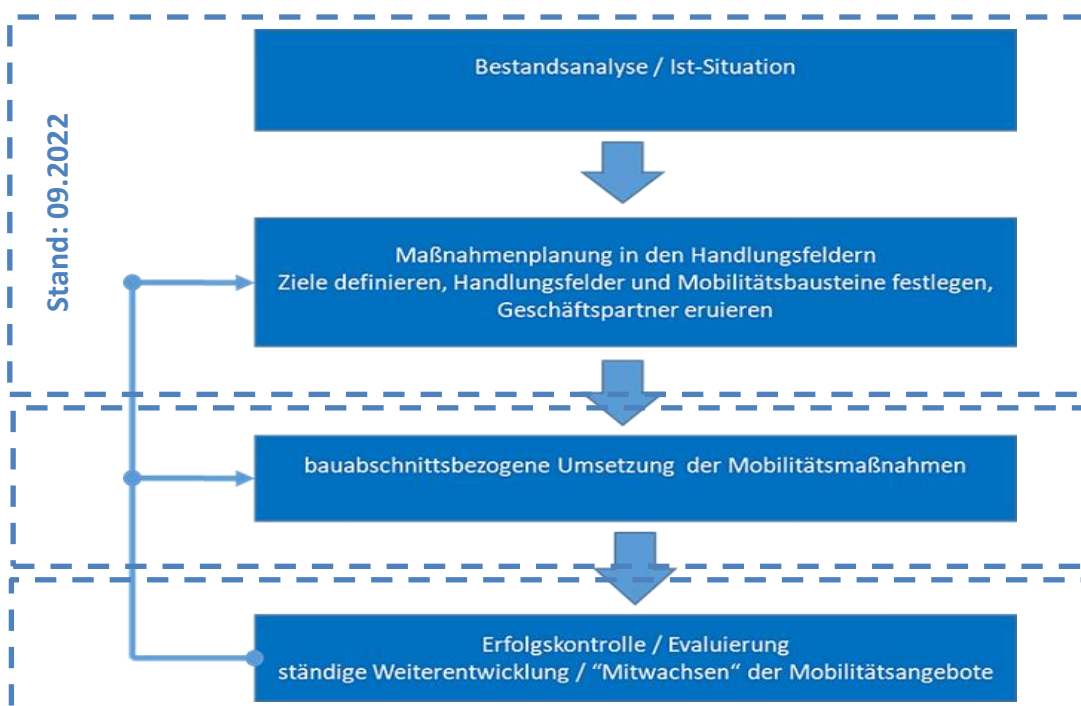 Bestandsanalyse / Ist-Situation
Stand: 09.2022
Maßnahmenplanung in den Handlungsfeldern
Ziele definieren, Handlungsfelder und Mobilitätsbausteine festlegen,
Geschäftspartner eruieren
bauabschnittsbezogene Umsetzung der Mobilitätsmaßnahmen
Erfolgskontrolle / Evaluierung
ständige Weiterentwicklung / “Mitwachsen“ der Mobilitätsangebote